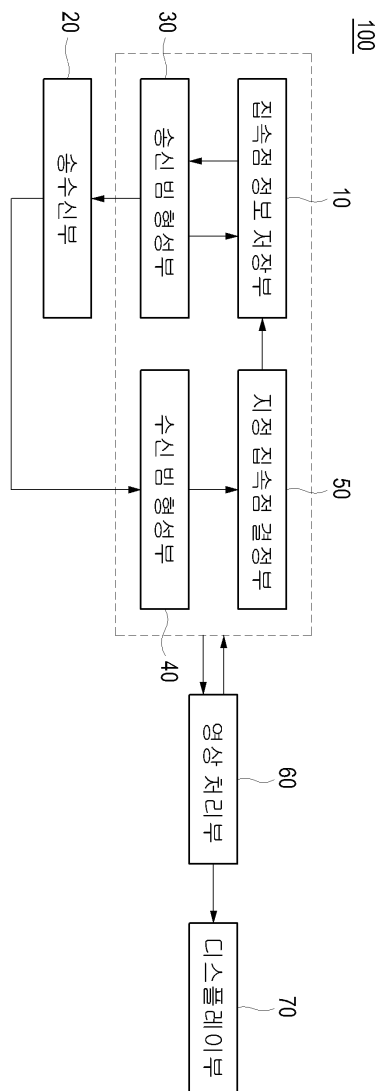 100
10
집속점 정보 저장부
50
지정 집속점 결정부
30
송신 빔 형성부
수신 빔 형성부
40
20
송수신부
60
영상 처리부
70
디스플레이부